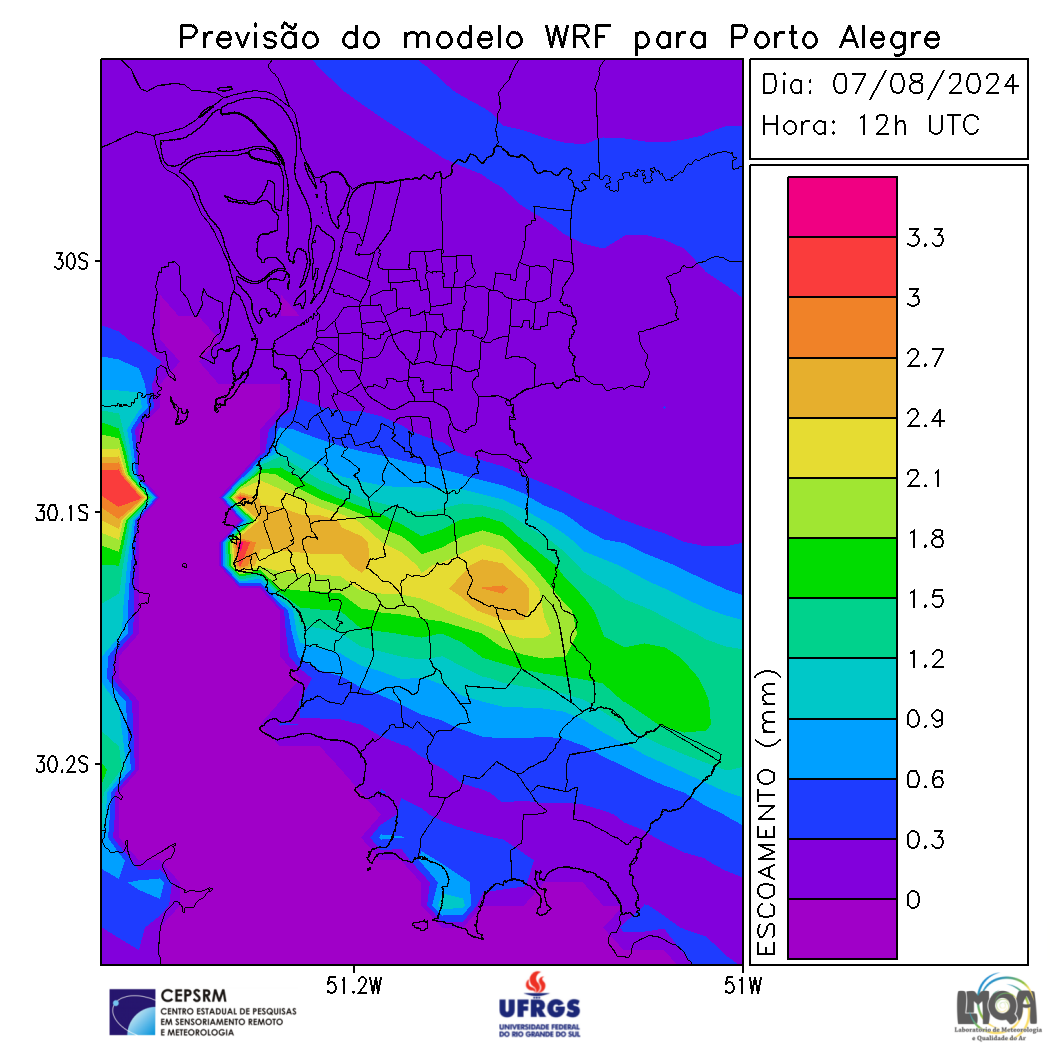 Previsão do modelo WRF para Porto Alegre
Dia: 07/08/2024
Hora: 12h UTC
30S
30.1S
30.2S
51.2W
51W
ESCOAMENTO (mm)
3.3
3
2.7
2.4
2.1
1.8
1.5
1.2
0.9
0.6
0.3
0
CEPSRM
CENTRO ESTADUAL DE PESQUISAS
EM SENSORIAMENTO REMOTO
E METEOROLOGIA
UFRGS
UNIVERSIDADE FEDERAL
DO RIO GRANDE DO SUL
LMQA
Laboratório de Meteorologia
e Qualidade do Ar